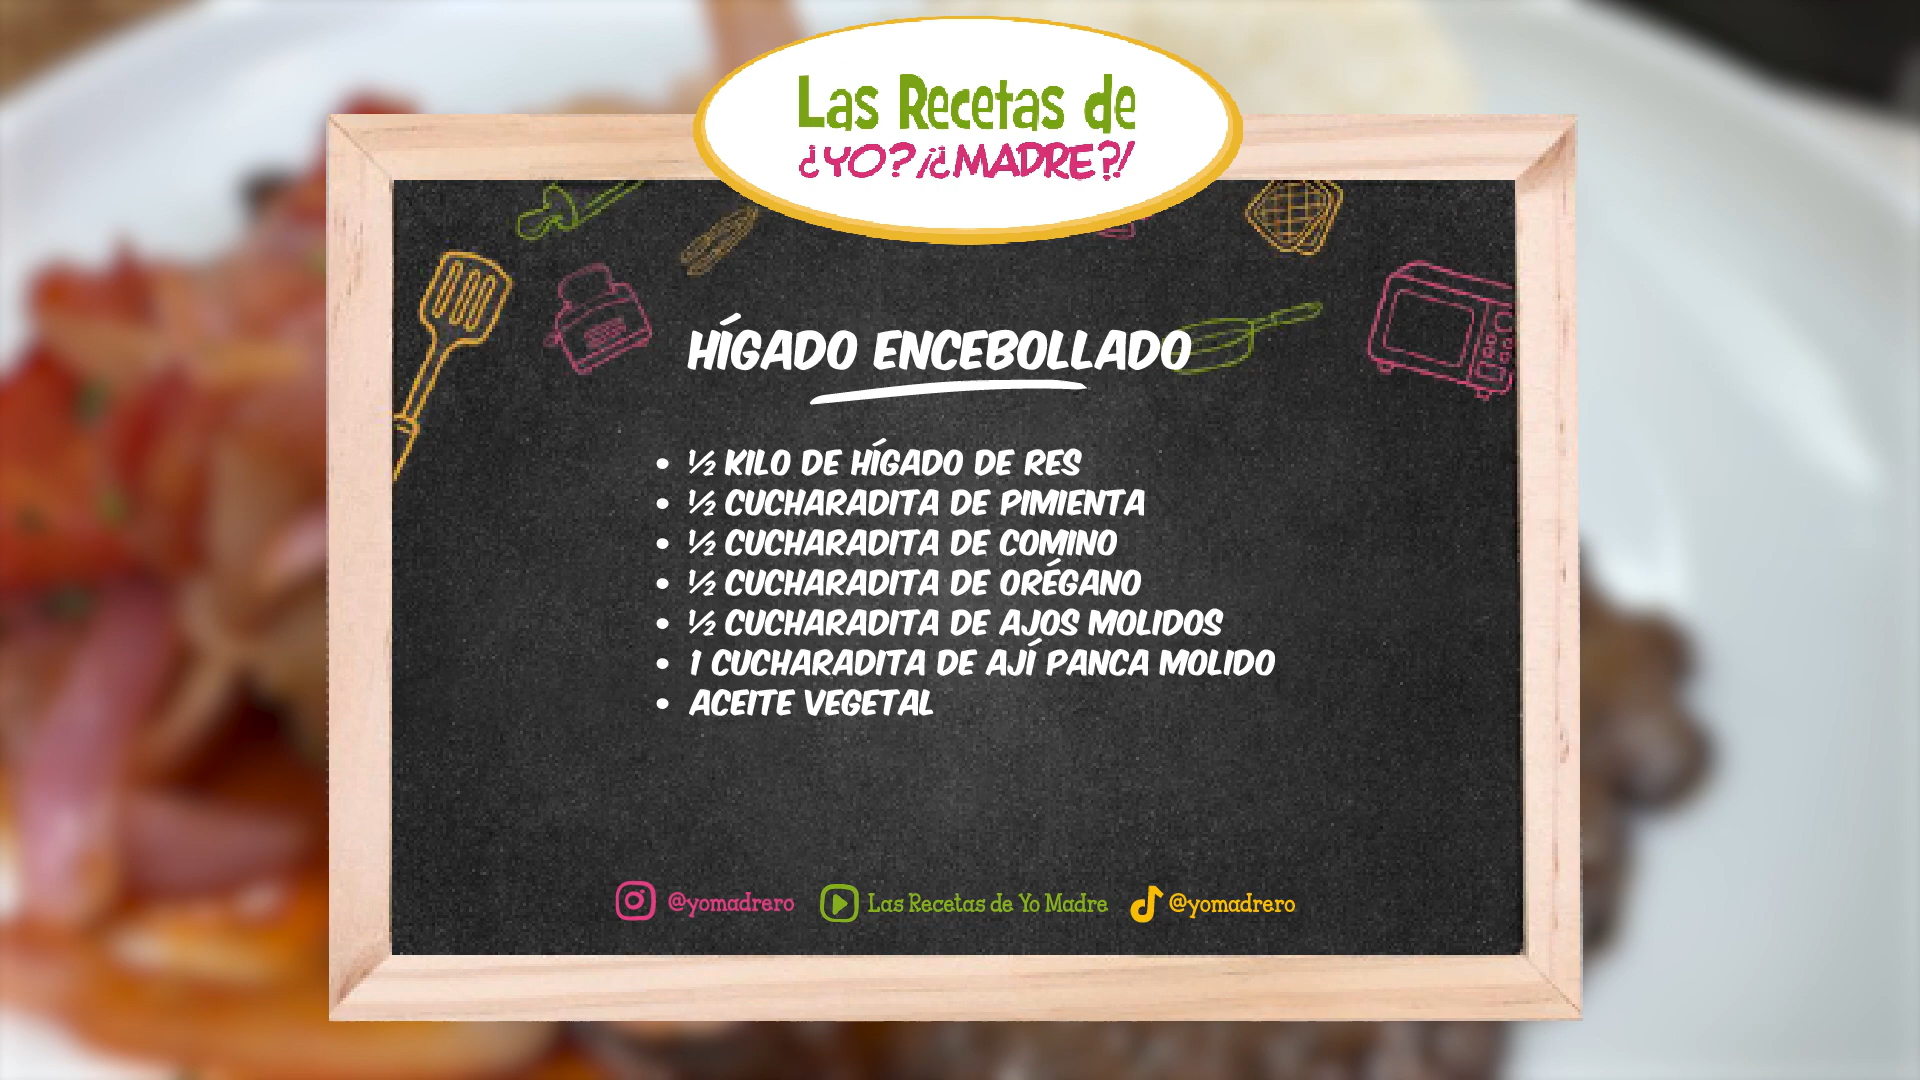 Las Recetas de
¿YO?/¿MADRE?/
HÍGADO ENCEBOLLADO
• ½ KILO DE HÍGADO DE RES
• ½ CUCHARADITA DE PIMIENTA
• ½ CUCHARADITA DE COMINO
• ½ CUCHARADITA DE ORÉGANO
• ½ CUCHARADITA DE AJOS MOLIDOS
• 1 CUCHARADITA DE AJÍ PANCA MOLIDO
• ACEITE VEGETAL
@yomadrero Las Recetas de Yo Madre @yomadrero